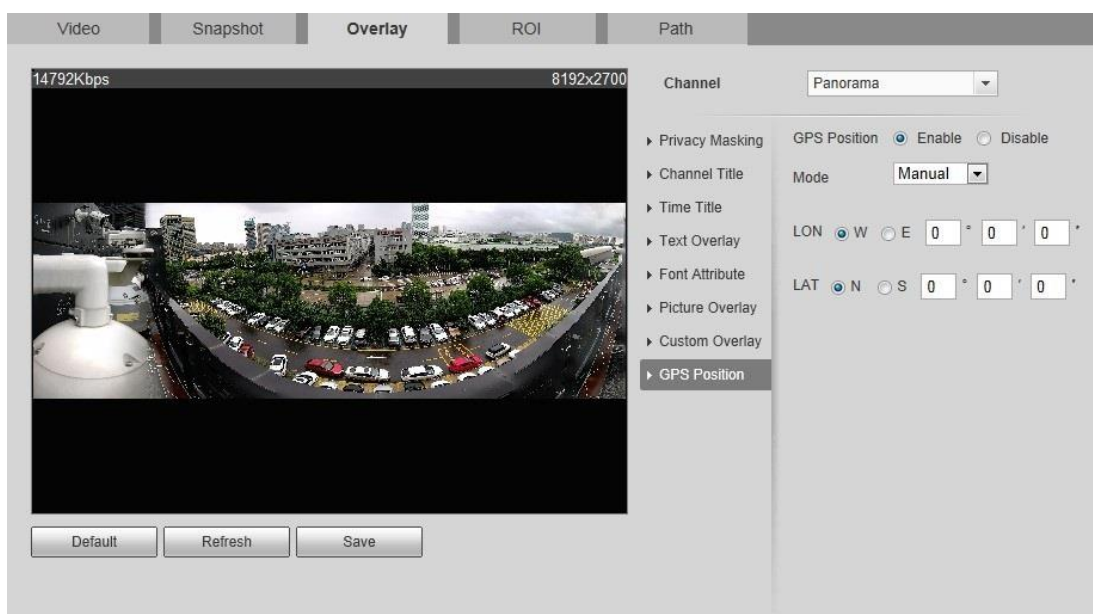 Video Snapshot Overlay ROI Path
14792Kbps 8192x2700
Channel Panorama
Privacy Masking
Channel Title
Time Title
Text Overlay
Font Attribute
Picture Overlay
Custom Overlay
GPS Position
GPS Position Enable Disable
Mode Manual
LON W E 0 ° 0 ′ 0 ″
LAT N S 0 ° 0 ′ 0 ″
Default Refresh Save